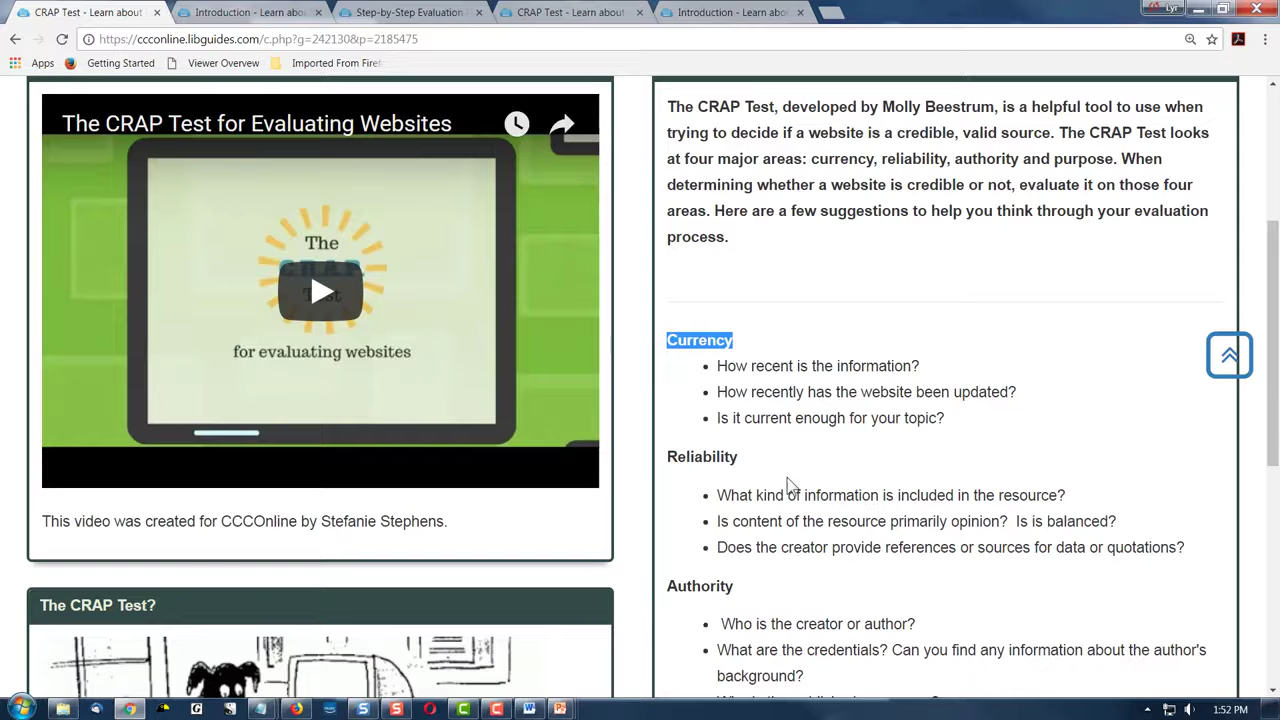 CRAP Test - Learn about
Introduction - Learn abou
Step-by-Step Evaluation
CRAP Test - Learn about
Introduction - Learn abou
Lyr
https://ccconline.libguides.com/c.php?g=242130&p=2185475
Apps
Getting Started
Viewer Overview
Imported From Firef
The CRAP Test for Evaluating Websites
The
CRAP
Test
for evaluating websites
This video was created for CCCOnline by Stefanie Stephens.
The CRAP Test?
The CRAP Test, developed by Molly Beestrum, is a helpful tool to use when
trying to decide if a website is a credible, valid source. The CRAP Test looks
at four major areas: currency, reliability, authority and purpose. When
determining whether a website is credible or not, evaluate it on those four
areas. Here are a few suggestions to help you think through your evaluation
process.
Currency
• How recent is the information?
• How recently has the website been updated?
• Is it current enough for your topic?
Reliability
• What kind of information is included in the resource?
• Is content of the resource primarily opinion? Is is balanced?
• Does the creator provide references or sources for data or quotations?
Authority
• Who is the creator or author?
• What are the credentials? Can you find any information about the author's
background?
1:52 PM